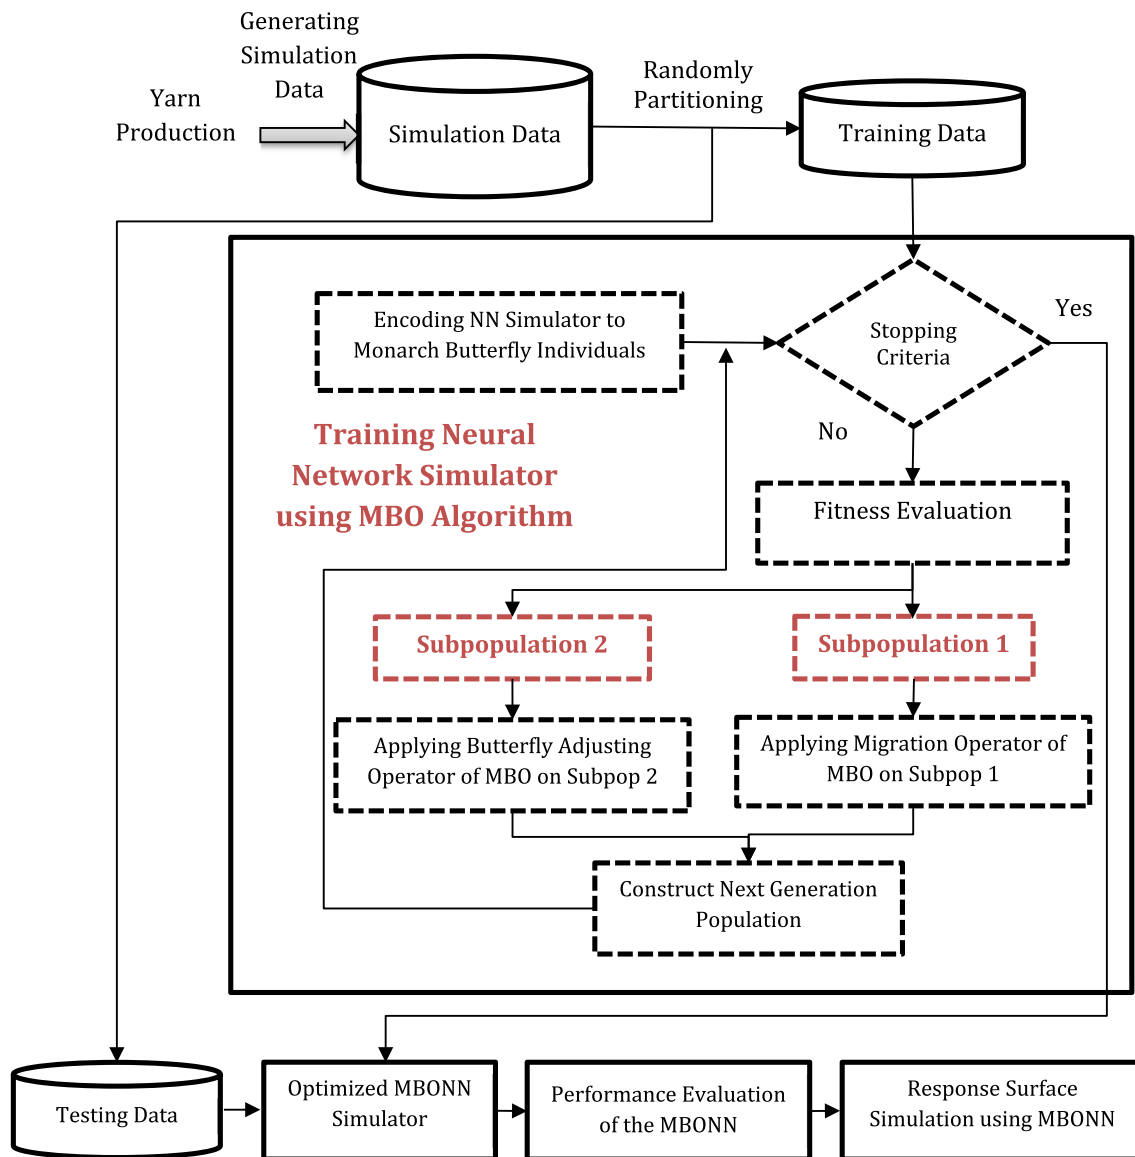 Generating
Simulation
Data
Yarn
Production
Simulation Data
Randomly
Partitioning
Training Data
Encoding NN Simulator to
Monarch Butterfly Individuals
Stopping
Criteria
Yes
No
Training Neural
Network Simulator
using MBO Algorithm
Fitness Evaluation
Subpopulation 2
Subpopulation 1
Applying Butterfly Adjusting
Operator of MBO on Subpop 2
Applying Migration Operator of
MBO on Subpop 1
Construct Next Generation
Population
Testing Data
Optimized MBONN
Simulator
Performance Evaluation
of the MBONN
Response Surface
Simulation using MBONN